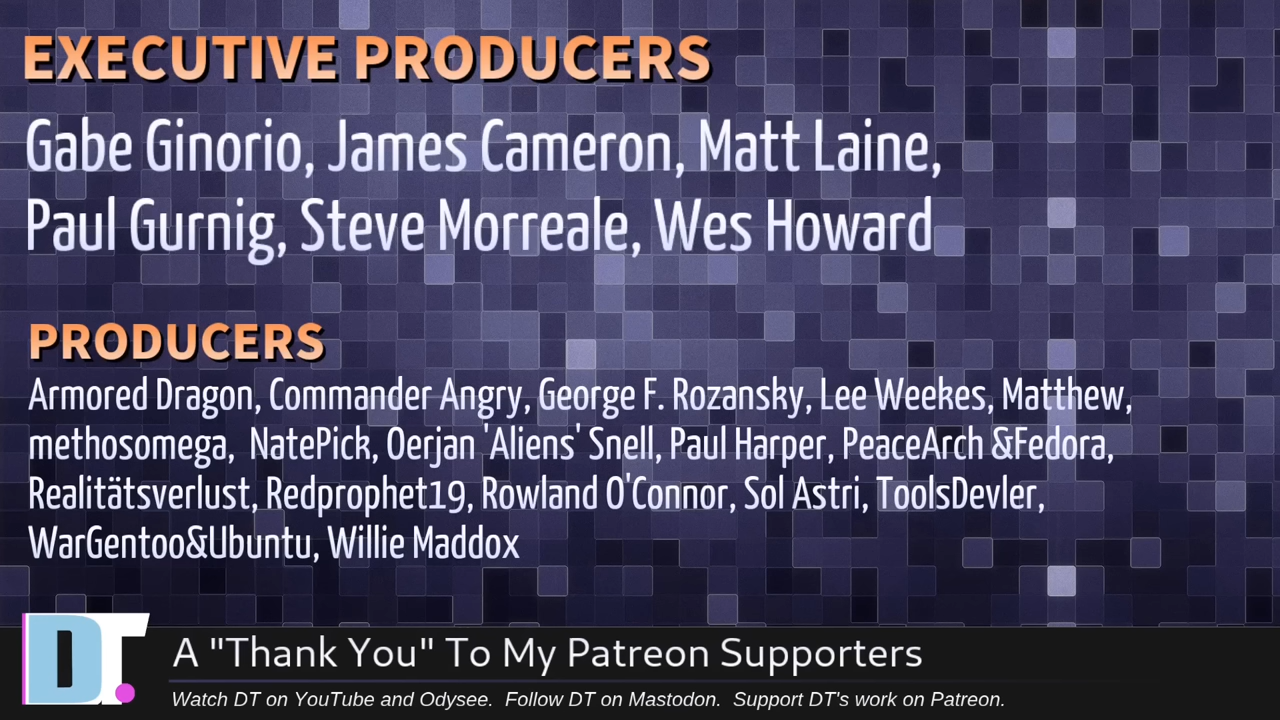 EXECUTIVE PRODUCERS
Gabe Ginorio, James Cameron, Matt Laine,
Paul Gurnig, Steve Morreale, Wes Howard
PRODUCERS
Armored Dragon, Commander Angry, George F. Rozansky, Lee Weekes, Matthew,
methosomega,  NatePick, Oerjan 'Aliens' Snell, Paul Harper, PeaceArch &Fedora,
Realitätsverlust, Redprophet19, Rowland O'Connor, Sol Astri, ToolsDevler,
WarGentoo&Ubuntu, Willie Maddox
DT.
A "Thank You" To My Patreon Supporters
Watch DT on YouTube and Odysee.  Follow DT on Mastodon.  Support DT's work on Patreon.